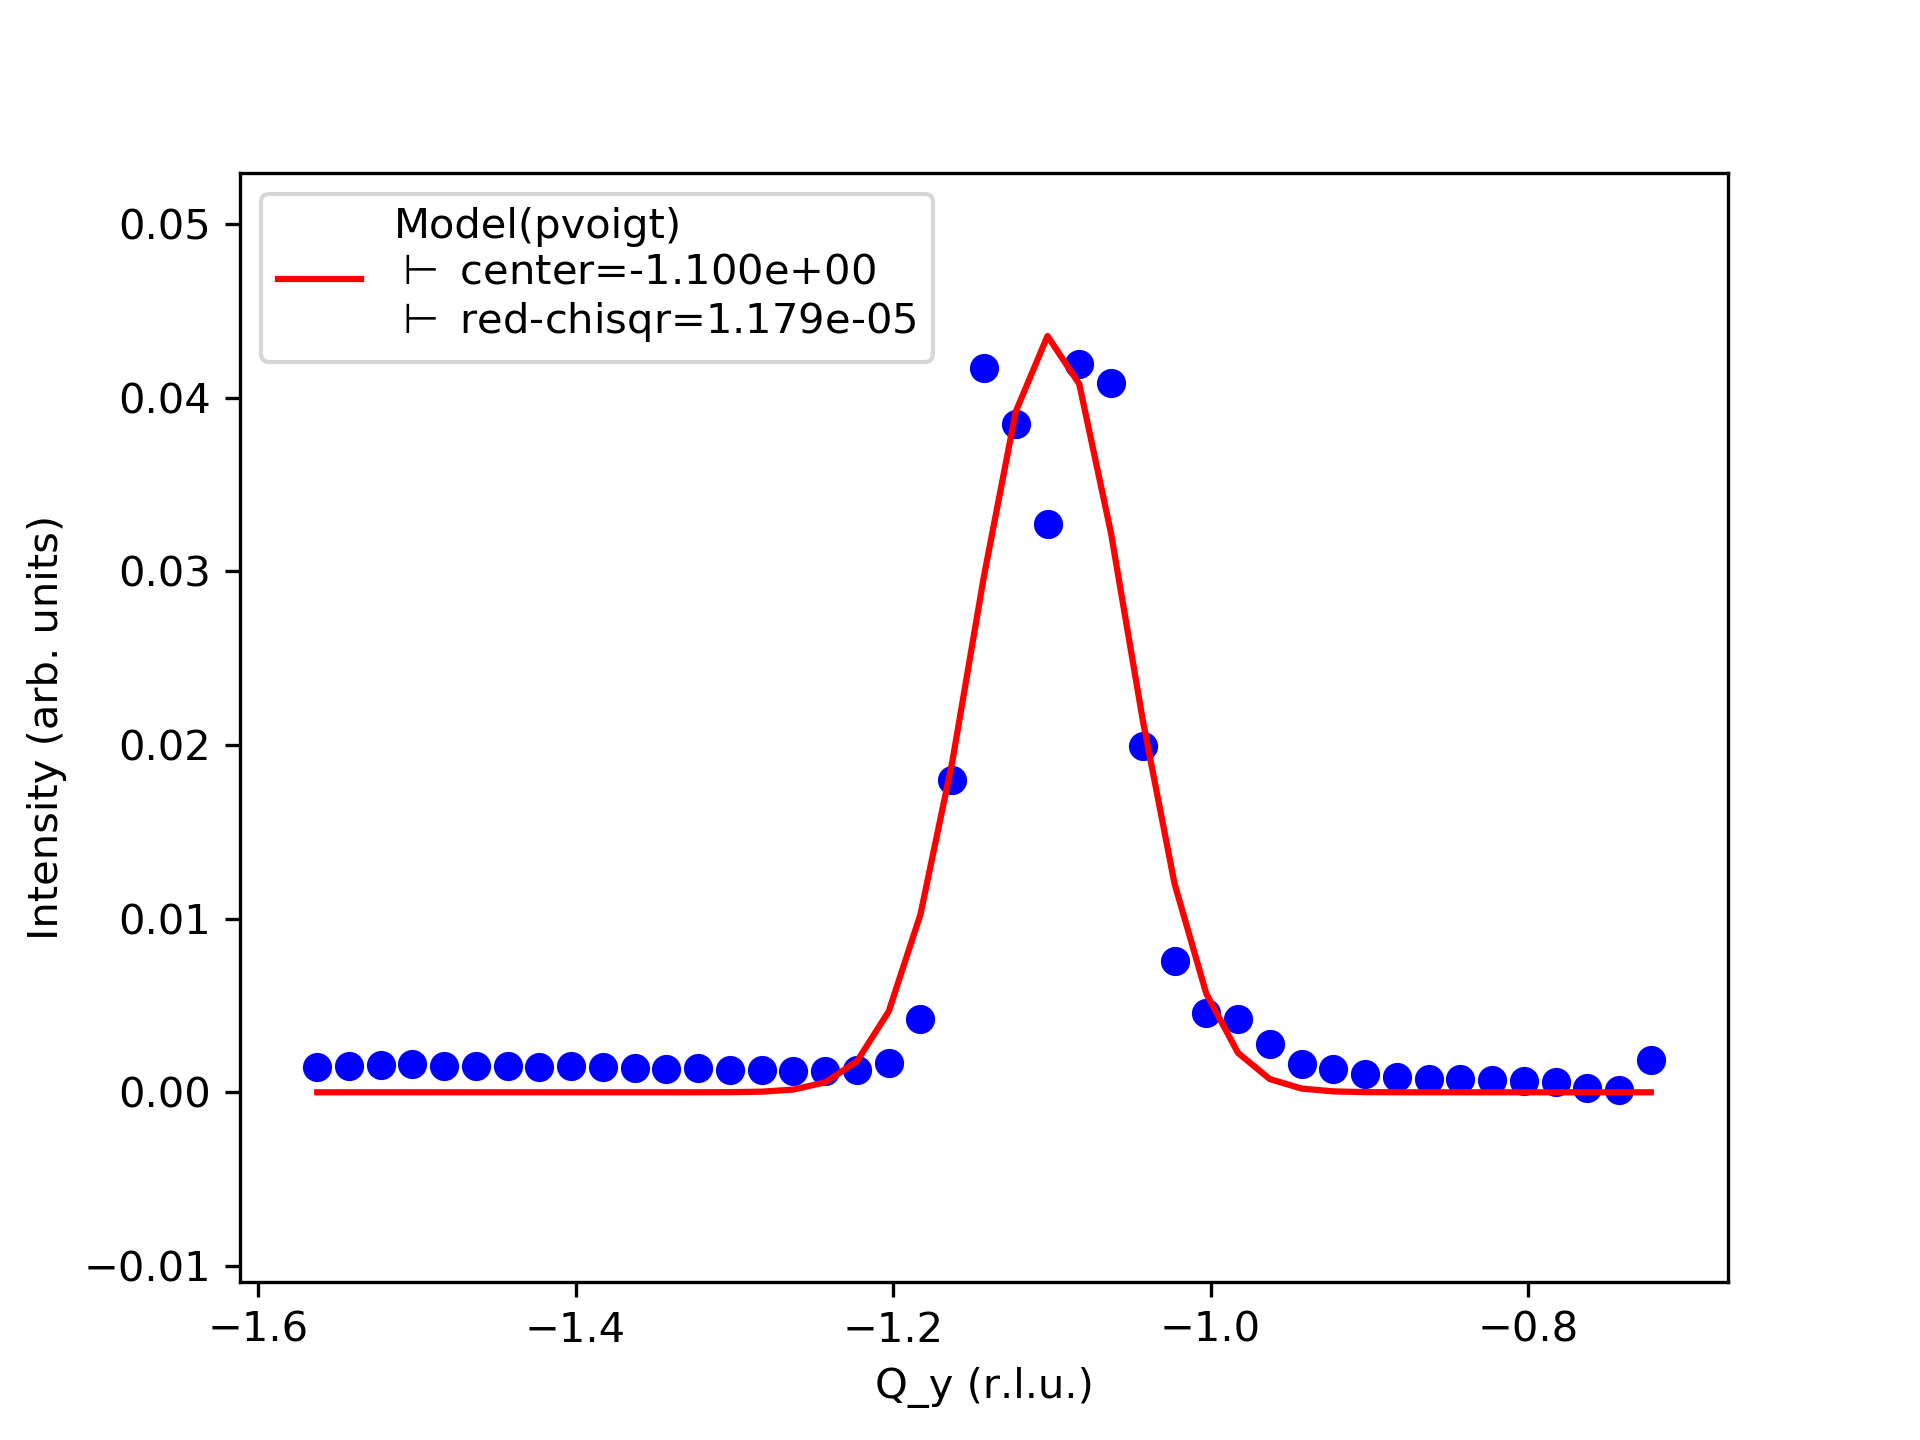 Model(pvoigt)
⊢ center=-1.100e+00
⊢ red-chisqr=1.179e-05
0.05
0.04
0.03
0.02
0.01
0.00
−0.01
Intensity (arb. units)
−1.6 −1.4 −1.2 −1.0 −0.8
Q_y (r.l.u.)